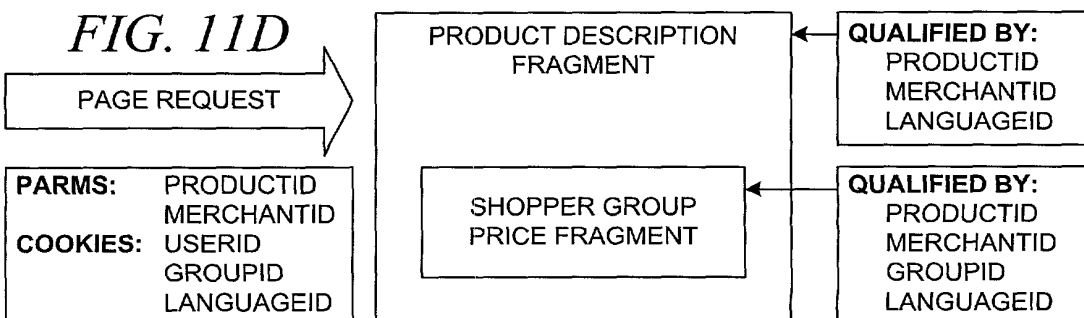 FIG. 11D
PAGE REQUEST
PARMS: PRODUCTID
MERCHANTID
COOKIES: USERID
GROUPID
LANGUAGEID
PRODUCT DESCRIPTION
FRAGMENT
SHOPPER GROUP
PRICE FRAGMENT
QUALIFIED BY:
PRODUCTID
MERCHANTID
LANGUAGEID
QUALIFIED BY:
PRODUCTID
MERCHANTID
GROUPID
LANGUAGEID